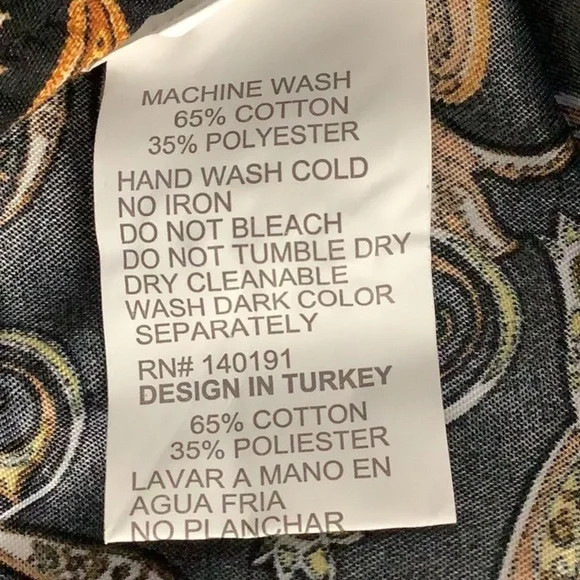 MACHINE WASH
65% COTTON
35% POLYESTER
HAND WASH COLD
NO IRON
DO NOT BLEACH
DO NOT TUMBLE DRY
DRY CLEANABLE
WASH DARK COLOR
SEPARATELY
RN# 140191
DESIGN IN TURKEY
65% COTTON
35% POLIESTER
LAVAR A MANO EN
AGUA FRIA
NO PLANCHAR